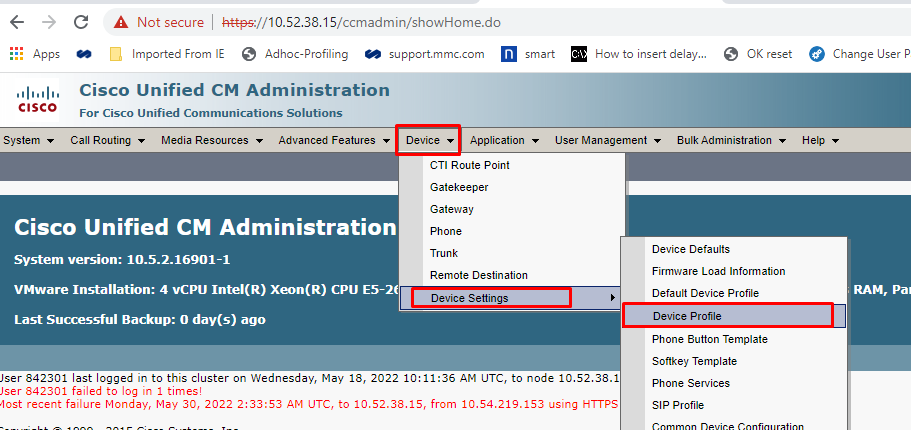 Not secure | https://10.52.38.15/ccmadmin/showHome.do
Apps Imported From IE Adhoc-Profiling support.mmc.com smart C:\ How to insert delay... OK reset Change User P
CISCO
Cisco Unified CM Administration
For Cisco Unified Communications Solutions
System Call Routing Media Resources Advanced Features Device Application User Management Bulk Administration Help
CTI Route Point
Gatekeeper
Gateway
Phone
Trunk
Remote Destination
Device Settings
Device Defaults
Firmware Load Information
Default Device Profile
Device Profile
Phone Button Template
Softkey Template
Phone Services
SIP Profile
Common Device Configuration
Cisco Unified CM Administration
System version: 10.5.2.16901-1
VMware Installation: 4 vCPU Intel(R) Xeon(R) CPU E5-26 s RAM, Par
Last Successful Backup: 0 day(s) ago
User 842301 last logged in to this cluster on Wednesday, May 18, 2022 10:11:36 AM UTC, to node 10.52.38.1
User 842301 failed to log in 1 times!
Most recent failure Monday, May 30, 2022 2:33:53 AM UTC, to 10.52.38.15, from 10.54.219.153 using HTTPS
Copyright © 1999 - 2015 Cisco Systems, Inc.